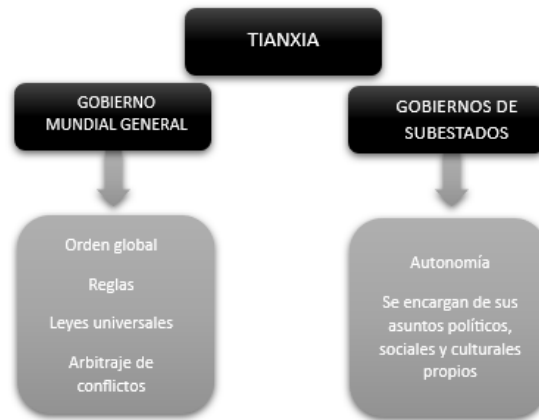 TIANXIA
GOBIERNO
MUNDIAL GENERAL
Orden global
Reglas
Leyes universales
Arbitraje de
conflictos
GOBIERNOS DE
SUBESTADOS
Autonomía
Se encargan de sus
asuntos políticos,
sociales y culturales
propios